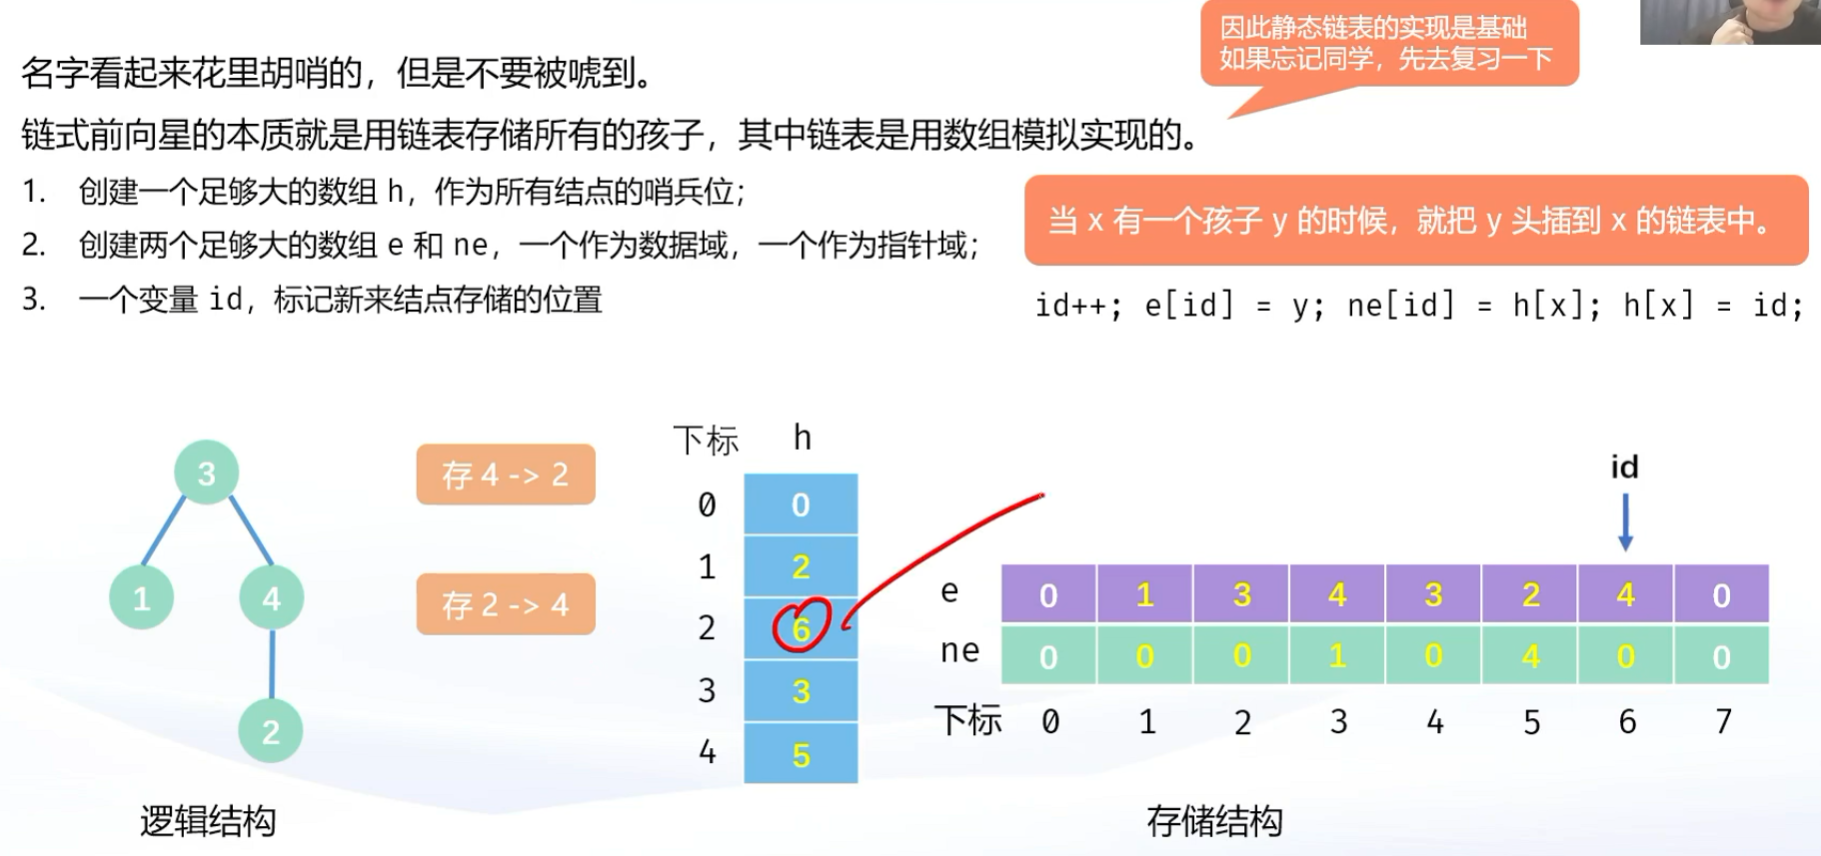 因此静态链表的实现是基础
如果忘记同学，先去复习一下
名字看起来花里胡哨的，但是不要被唬到。
链式前向星的本质就是用链表存储所有的孩子，其中链表是用数组模拟实现的。
1. 创建一个足够大的数组 h，作为所有结点的哨兵位；
2. 创建两个足够大的数组 e 和 ne，一个作为数据域，一个作为指针域；
3. 一个变量 id，标记新来结点存储的位置
当 x 有一个孩子 y 的时候，就把 y 头插到 x 的链表中。
id++; e[id] = y; ne[id] = h[x]; h[x] = id;
3
1 4
2
逻辑结构
存 4 -> 2
存 2 -> 4
下标 h
0 0
1 2
2 6
3 3
4 5
id
e 0 1 3 4 3 2 4 0
ne 0 0 0 1 0 4 0 0
下标 0 1 2 3 4 5 6 7
存储结构